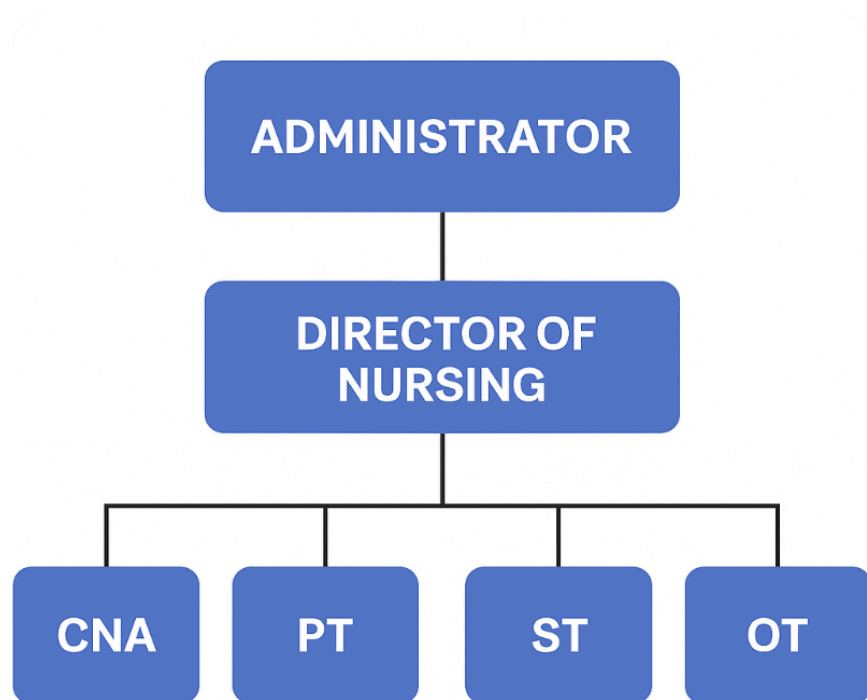 ADMINISTRATOR
DIRECTOR OF
NURSING
CNA
PT
ST
OT